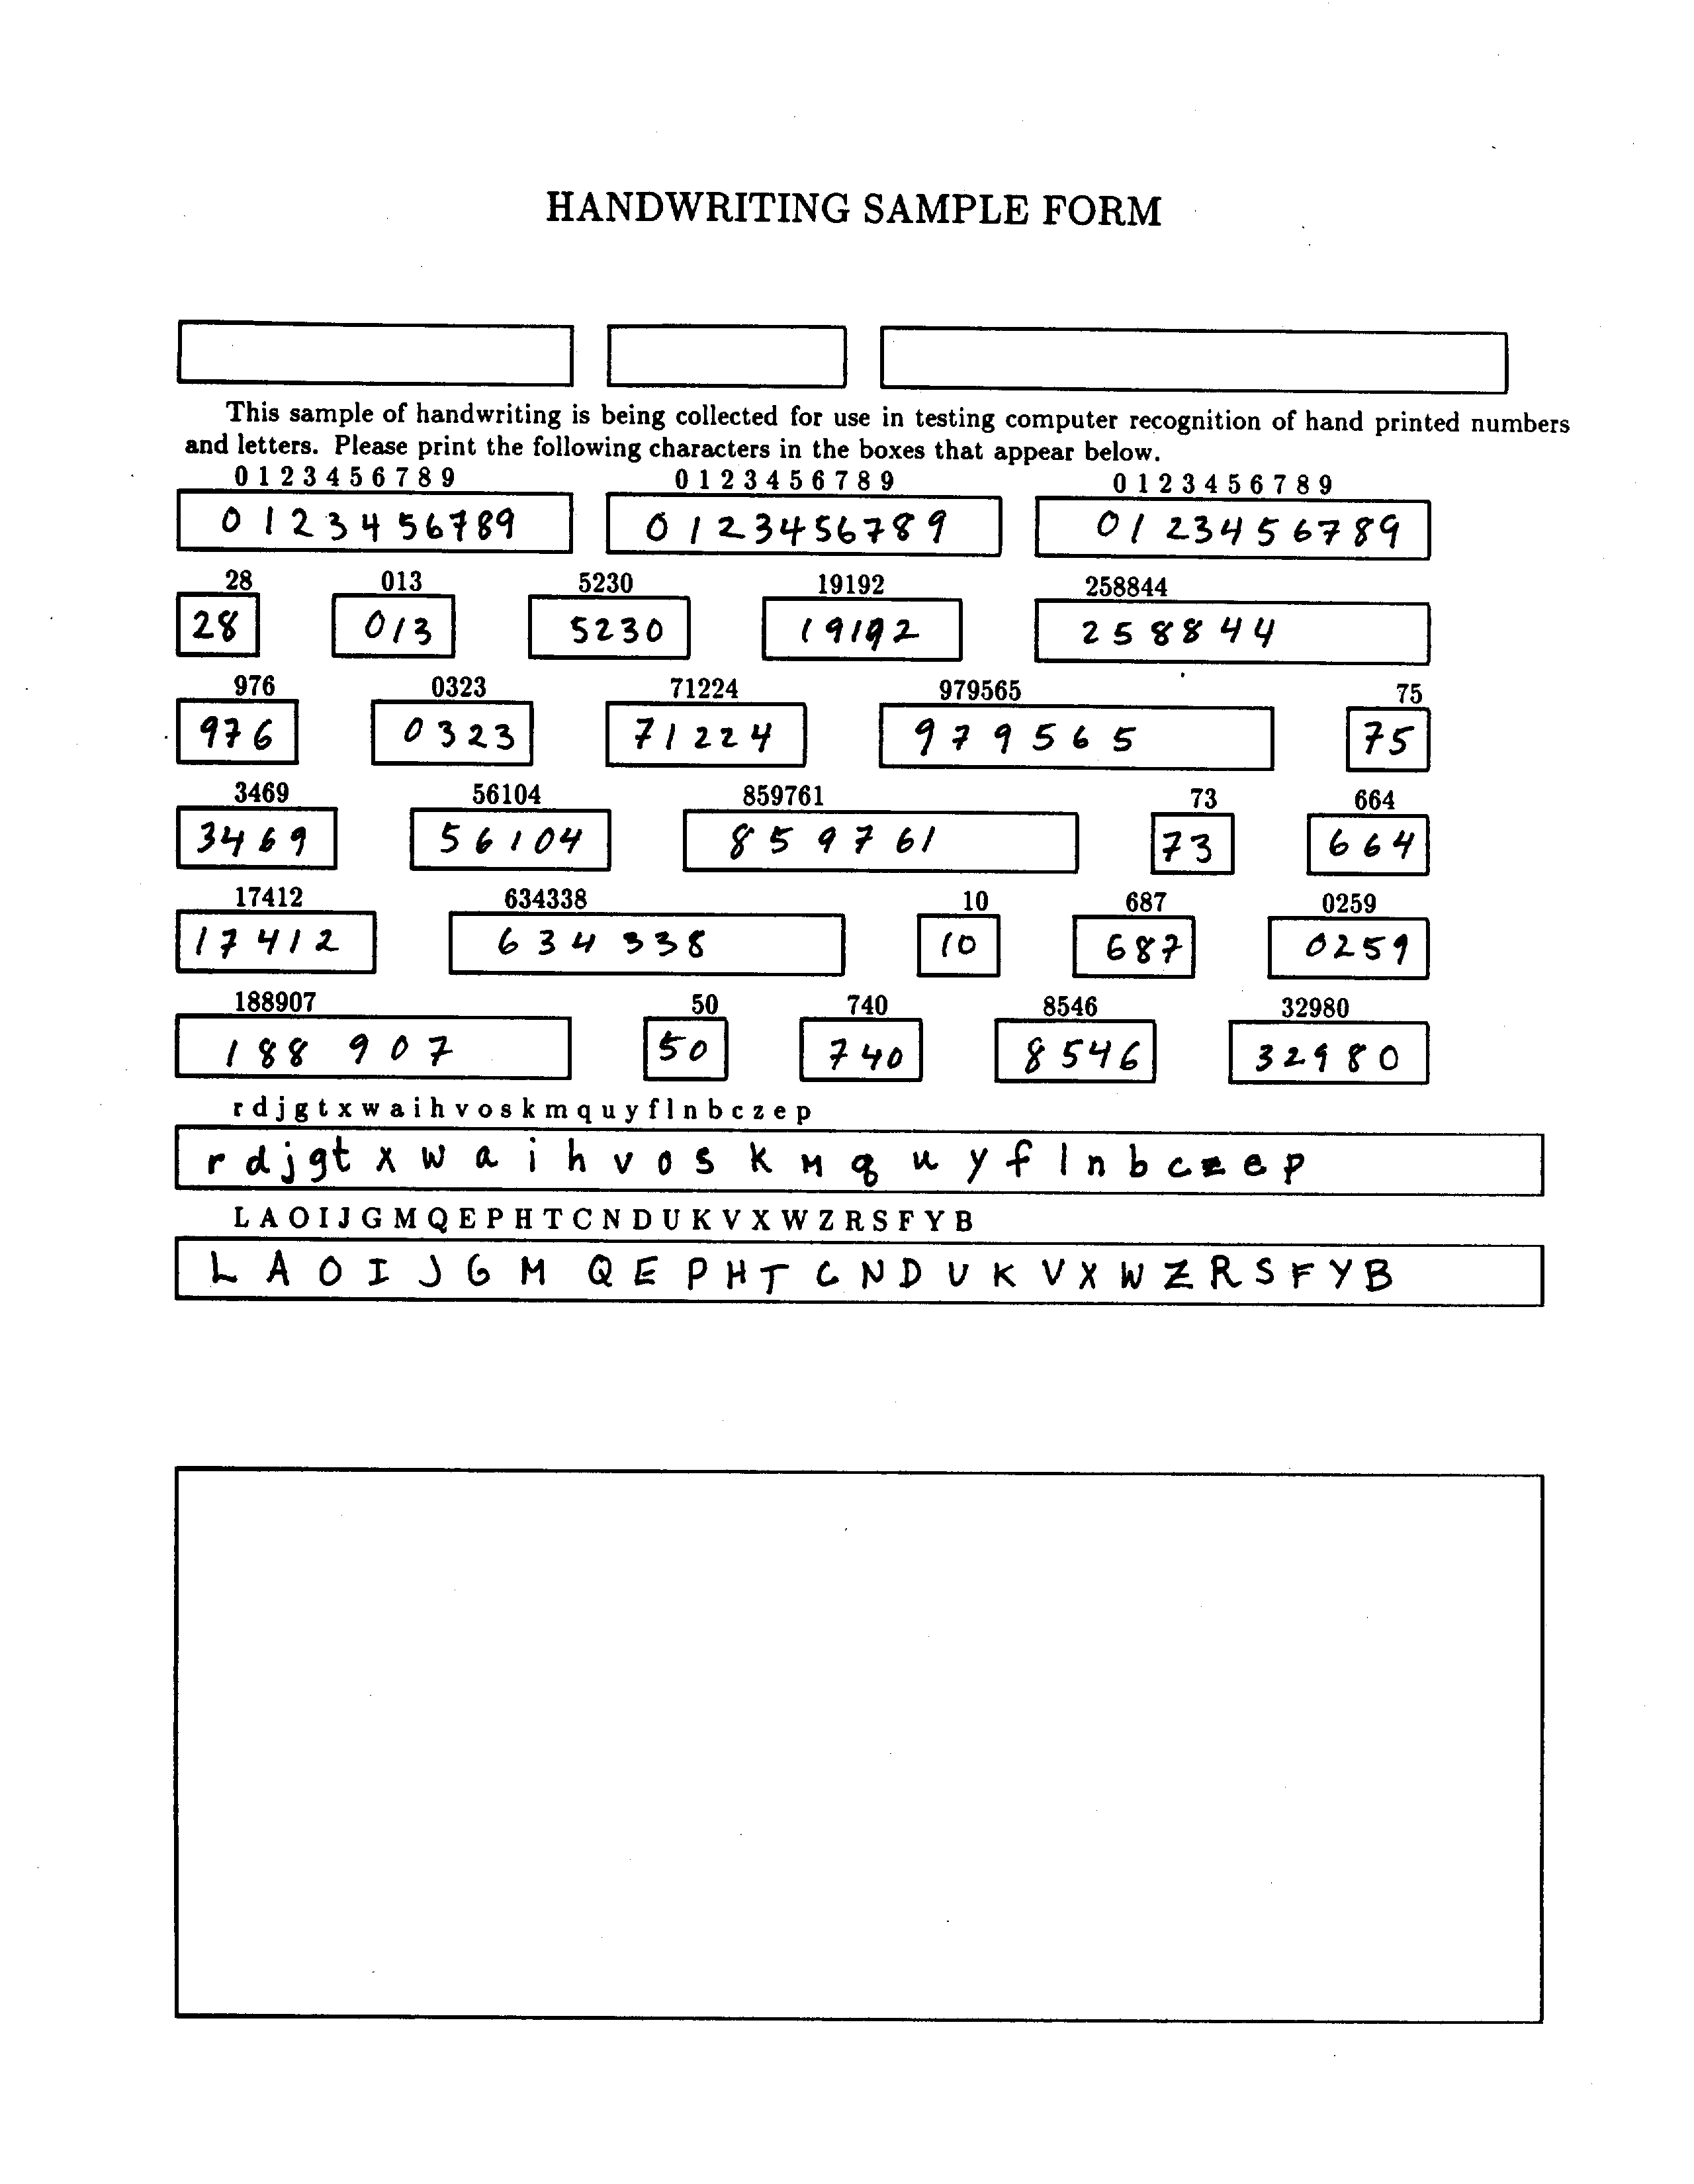 HANDWRITING SAMPLE FORM
This sample of handwriting is being collected for use in testing computer recognition of hand printed numbers
and letters. Please print the following characters in the boxes that appear below.
0 1 2 3 4 5 6 7 8 9 0 1 2 3 4 5 6 7 8 9 0 1 2 3 4 5 6 7 8 9
0 1 2 3 4 5 6 7 8 9 0 1 2 3 4 5 6 7 8 9 0 1 2 3 4 5 6 7 8 9
28 013 5230 19192 258844
28 013 5230 19192 258844
976 0323 71224 979565 75
976 0323 71224 979565 75
3469 56104 859761 73 664
3469 56104 859761 73 664
17412 634338 10 687 0259
17412 634338 10 687 0259
188907 50 740 8546 32980
188907 50 740 8546 32980
r d j g t x w a i h v o s k m q u y f l n b c z e p
r d j g t x w a i h v o s k m q u y f l n b c z e p
L A O I J G M Q E P H T C N D U K V X W Z R S F Y B
L A O I J G M Q E P H T C N D U K V X W Z R S F Y B